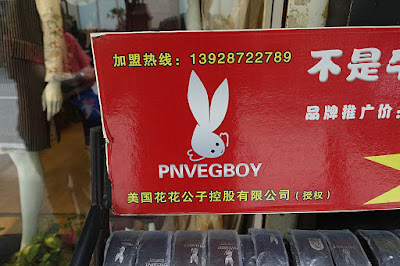 加盟热线：13928722789
不是
品牌推广价
PNVEGBOY
美国花花公子控股有限公司（授权）